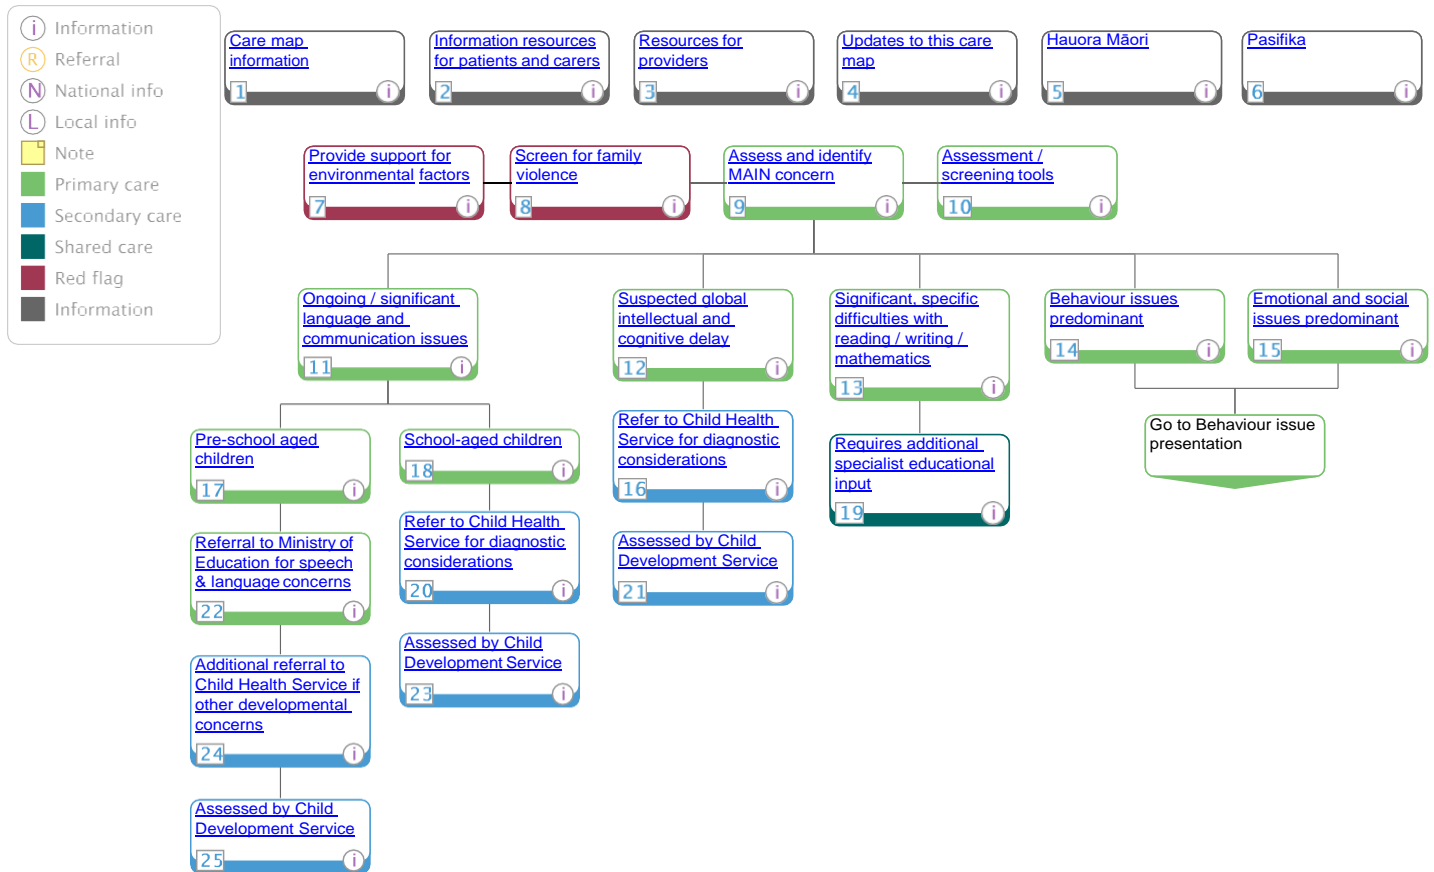 Information
Referral
National info
Local info
Note
Primary care
Secondary care
Shared care
Red flag
Information
i
R
N
L
Care map
information
1
i
Information resources
for patients and carers
2
i
Resources for
providers
3
i
Updates to this care
map
4
i
Hauora Māori
5
i
Pasifika
6
i
Provide support for
environmental factors
7
i
Screen for family
violence
8
i
Assess and identify
MAIN concern
9
i
Assessment /
screening tools
10
i
Ongoing / significant
language and
communication issues
11
i
Suspected global
intellectual and
cognitive delay
12
i
Significant, specific
difficulties with
reading / writing /
mathematics
13
i
Behaviour issues
predominant
14
i
Emotional and social
issues predominant
15
i
Pre-school aged
children
17
i
School-aged children
18
i
Refer to Child Health
Service for diagnostic
considerations
16
i
Requires additional
specialist educational
input
19
i
Go to Behaviour issue
presentation
Referral to Ministry of
Education for speech
& language concerns
22
i
Refer to Child Health
Service for diagnostic
considerations
20
i
Assessed by Child
Development Service
21
i
Additional referral to
Child Health Service if
other developmental
concerns
24
i
Assessed by Child
Development Service
23
i
Assessed by Child
Development Service
25
i